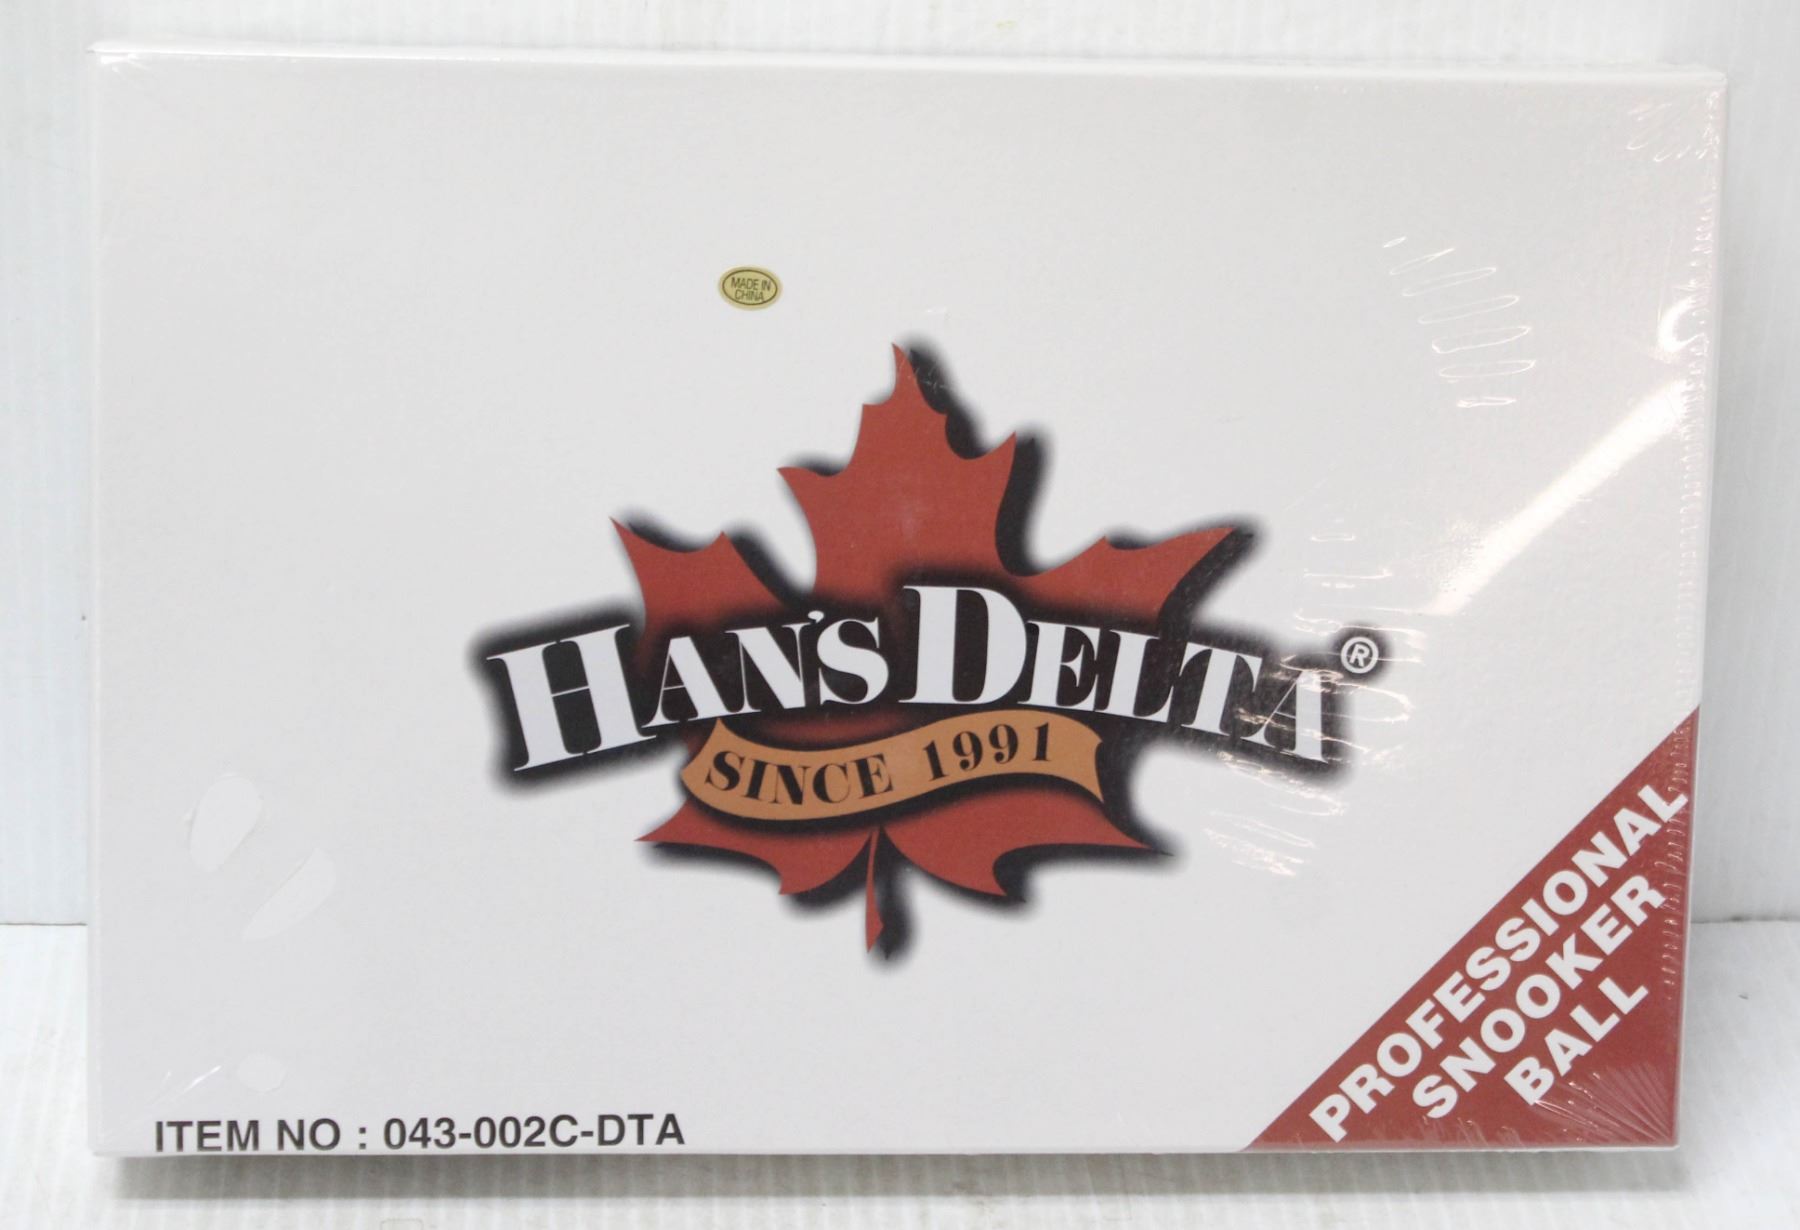 MADE IN
CHINA
HAN'S DELTA ®
SINCE 1991
PROFESSIONAL
SNOOKER
BALL
ITEM NO : 043-002C-DTA